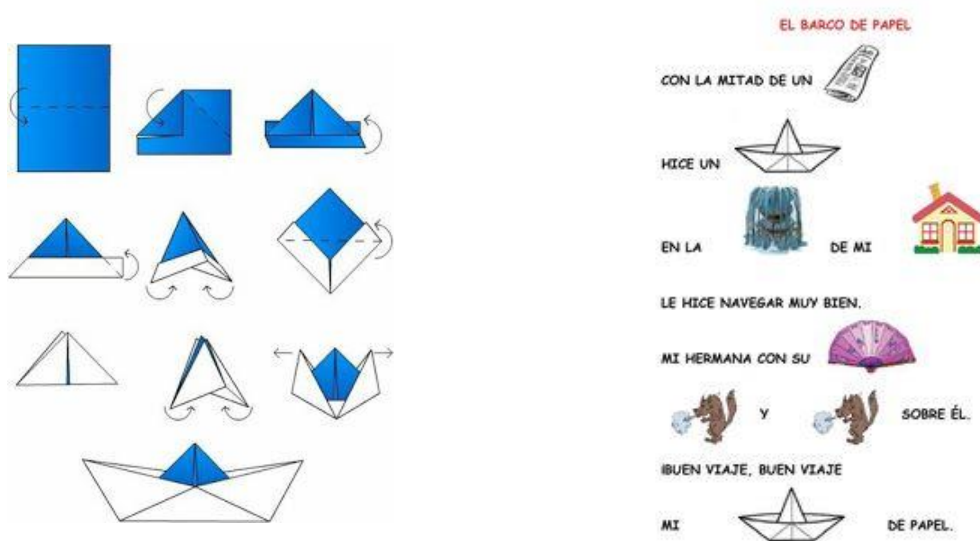 EL BARCO DE PAPEL
CON LA MITAD DE UN
HICE UN
EN LA DE MI
LE HICE NAVEGAR MUY BIEN.
MI HERMANA CON SU
Y SOBRE ÉL.
¡BUEN VIAJE, BUEN VIAJE
MI DE PAPEL.